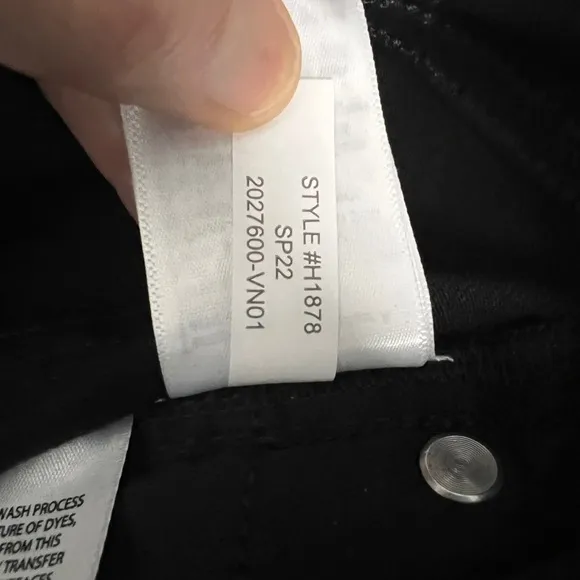 STYLE #H1878
SP22
2027600-VN01
WASH PROCESS
TURE OF DYES,
FROM THIS
TRANSFER